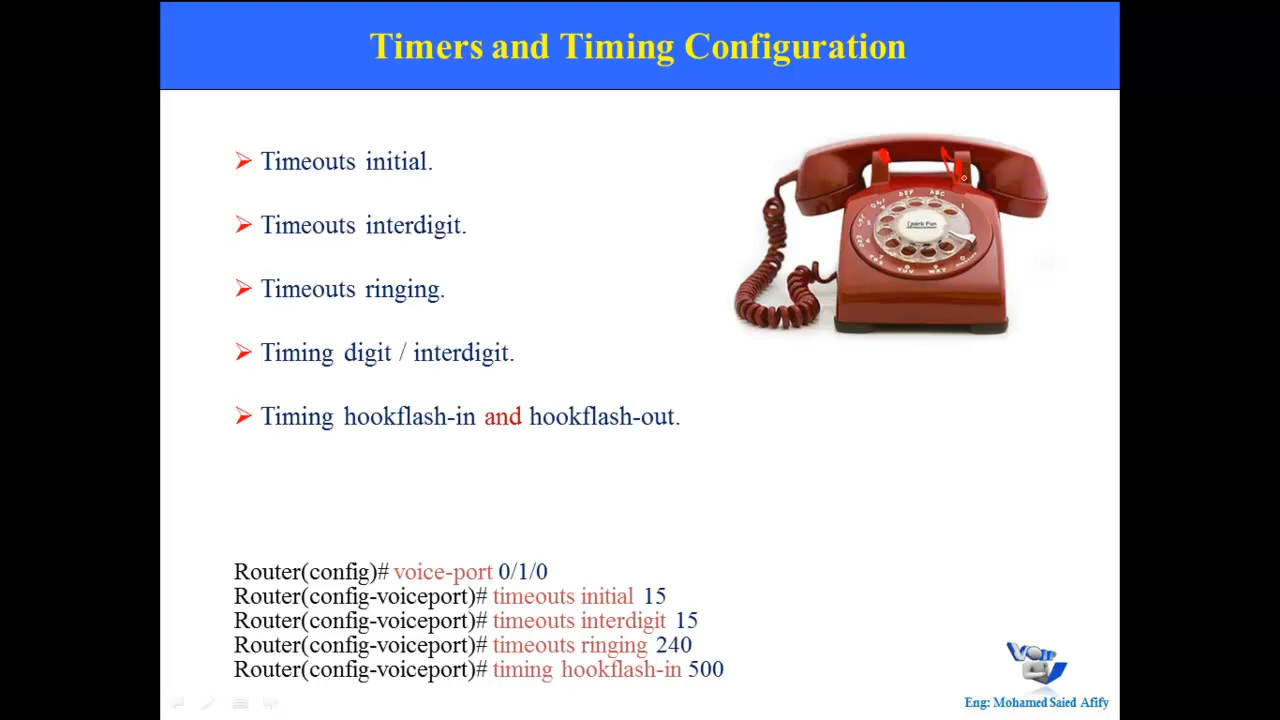 Timers and Timing Configuration
Timeouts initial.
Timeouts interdigit.
Timeouts ringing.
Timing digit / interdigit.
Timing hookflash-in and hookflash-out.
Router(config)# voice-port 0/1/0
Router(config-voiceport)# timeouts initial 15
Router(config-voiceport)# timeouts interdigit 15
Router(config-voiceport)# timeouts ringing 240
Router(config-voiceport)# timing hookflash-in 500
Eng: Mohamed Saied Afify